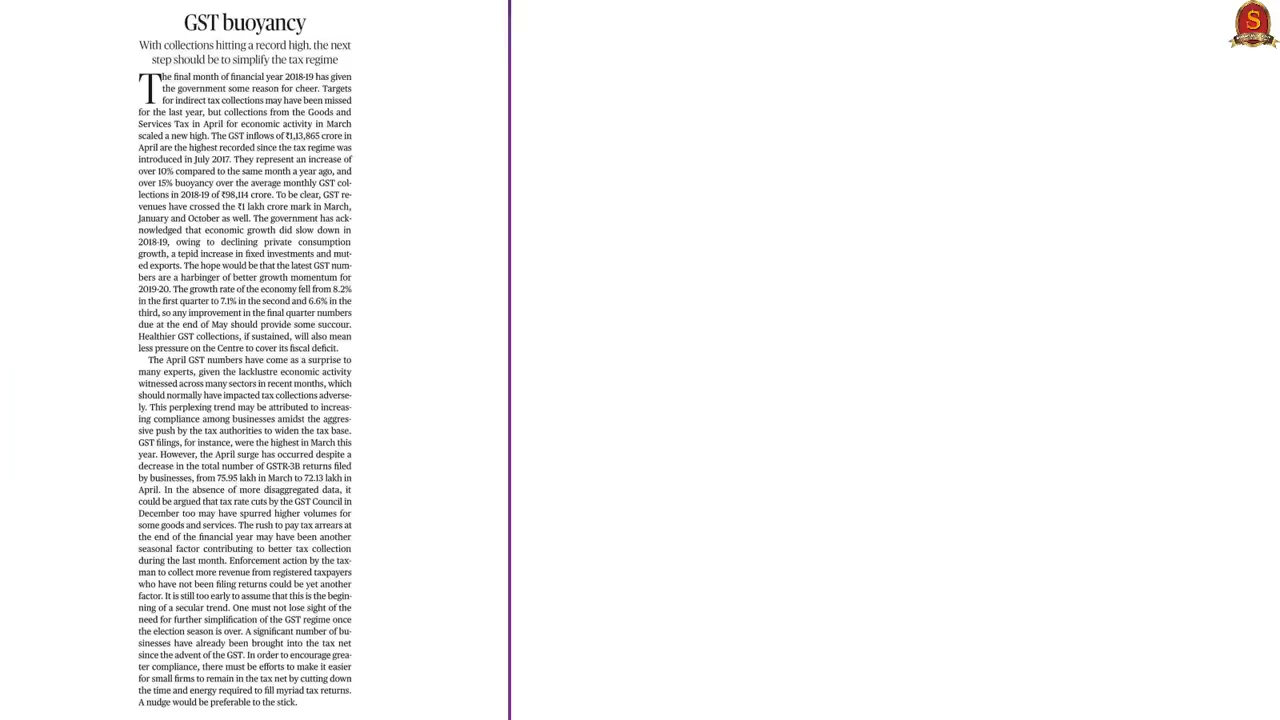 GST buoyancy
With collections hitting a record high, the next
step should be to simplify the tax regime
The final month of financial year 2018-19 has given
the government some reason for cheer. Targets
for indirect tax collections may have been missed
for the last year, but collections from the Goods and
Services Tax in April for economic activity in March
scaled a new high. The GST inflows of ₹1,13,865 crore in
April are the highest recorded since the tax regime was
introduced in July 2017. They represent an increase of
over 10% compared to the same month a year ago, and
over 15% buoyancy over the average monthly GST col-
lections in 2018-19 of ₹98,114 crore. To be clear, GST re-
venues have crossed the ₹1 lakh crore mark in March,
January and October as well. The government has ack-
nowledged that economic growth did slow down in
2018-19, owing to declining private consumption
growth, a tepid increase in fixed investments and mut-
ed exports. The hope would be that the latest GST num-
bers are a harbinger of better growth momentum for
2019-20. The growth rate of the economy fell from 8.2%
in the first quarter to 7.1% in the second and 6.6% in the
third, so any improvement in the final quarter numbers
due at the end of May should provide some succour.
Healthier GST collections, if sustained, will also mean
less pressure on the Centre to cover its fiscal deficit.
The April GST numbers have come as a surprise to
many experts, given the lacklustre economic activity
witnessed across many sectors in recent months, which
should normally have impacted tax collections adverse-
ly. This perplexing trend may be attributed to increas-
ing compliance among businesses amidst the aggres-
sive push by the tax authorities to widen the tax base.
GST filings, for instance, were the highest in March this
year. However, the April surge has occurred despite a
decrease in the total number of GSTR-3B returns filed
by businesses, from 75.95 lakh in March to 72.13 lakh in
April. In the absence of more disaggregated data, it
could be argued that tax rate cuts by the GST Council in
December too may have spurred higher volumes for
some goods and services. The rush to pay tax arrears at
the end of the financial year may have been another
seasonal factor contributing to better tax collection
during the last month. Enforcement action by the tax-
man to collect more revenue from registered taxpayers
who have not been filing returns could be yet another
factor. It is still too early to assume that this is the begin-
ning of a secular trend. One must not lose sight of the
need for further simplification of the GST regime once
the election season is over. A significant number of bu-
sinesses have already been brought into the tax net
since the advent of the GST. In order to encourage grea-
ter compliance, there must be efforts to make it easier
for small firms to remain in the tax net by cutting down
the time and energy required to fill myriad tax returns.
A nudge would be preferable to the stick.
S